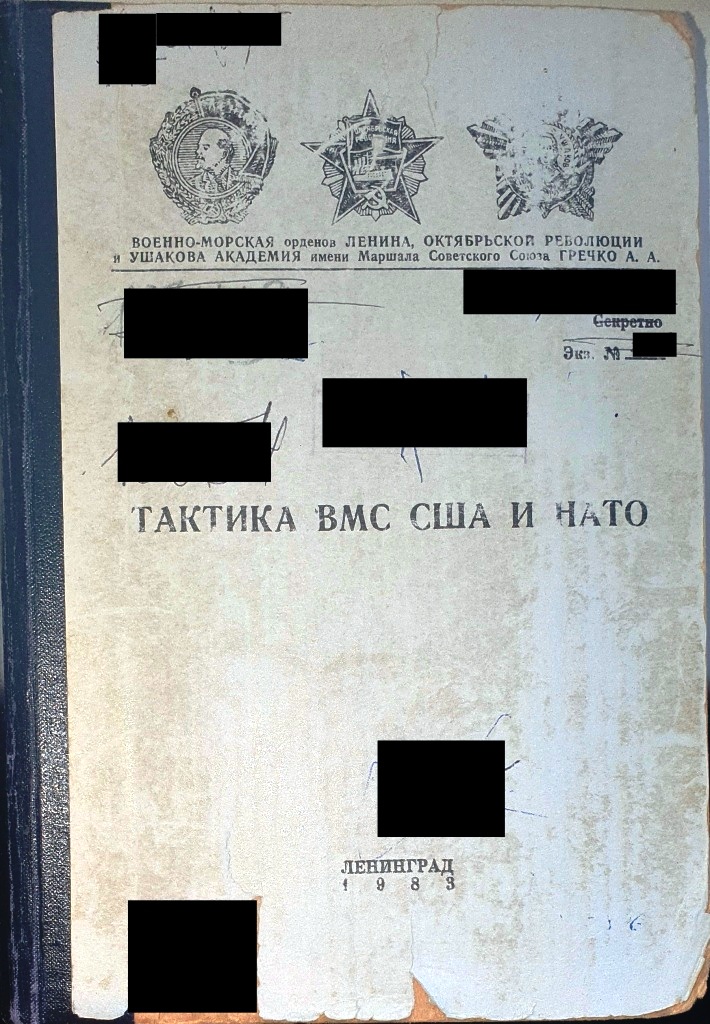 ВОЕННО-МОРСКАЯ орденов ЛЕНИНА, ОКТЯБРЬСКОЙ РЕВОЛЮЦИИ
и УШАКОВА АКАДЕМИЯ имени Маршала Советского Союза ГРЕЧКО А. А.
Секретно
Экз. №
ТАКТИКА ВМС США И НАТО
ЛЕНИНГРАД
1983